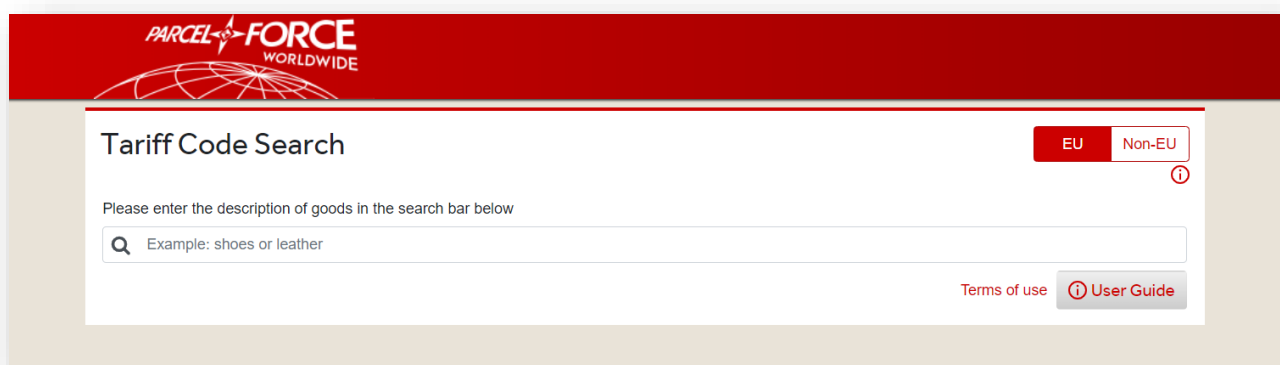 PARCEL FORCE
WORLDWIDE
Tariff Code Search
EU Non-EU
Please enter the description of goods in the search bar below
Example: shoes or leather
Terms of use User Guide